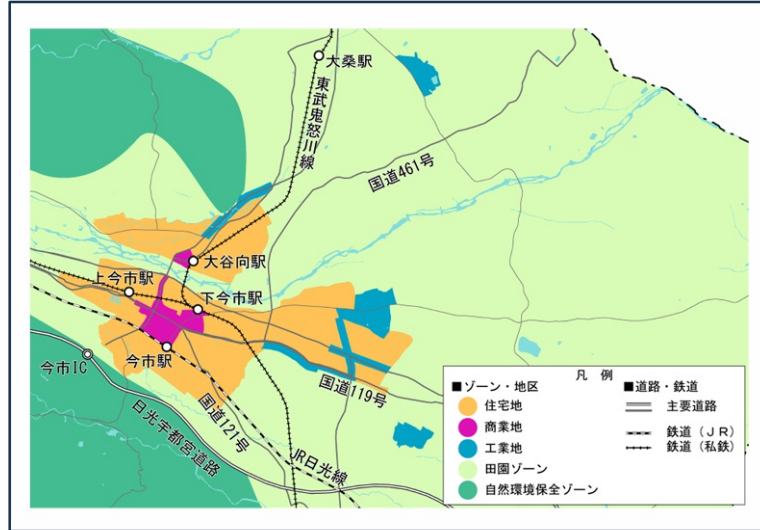 大桑駅
東武鬼怒川線
国道461号
大谷向駅
上今市駅
下今市駅
今市駅
今市IC
国道119号
国道121号
日光宇都宮道路
JR日光線
凡 例
■ゾーン・地区
住宅地
商業地
工業地
田園ゾーン
自然環境保全ゾーン
■道路・鉄道
主要道路
鉄道（ＪＲ）
鉄道（私鉄）